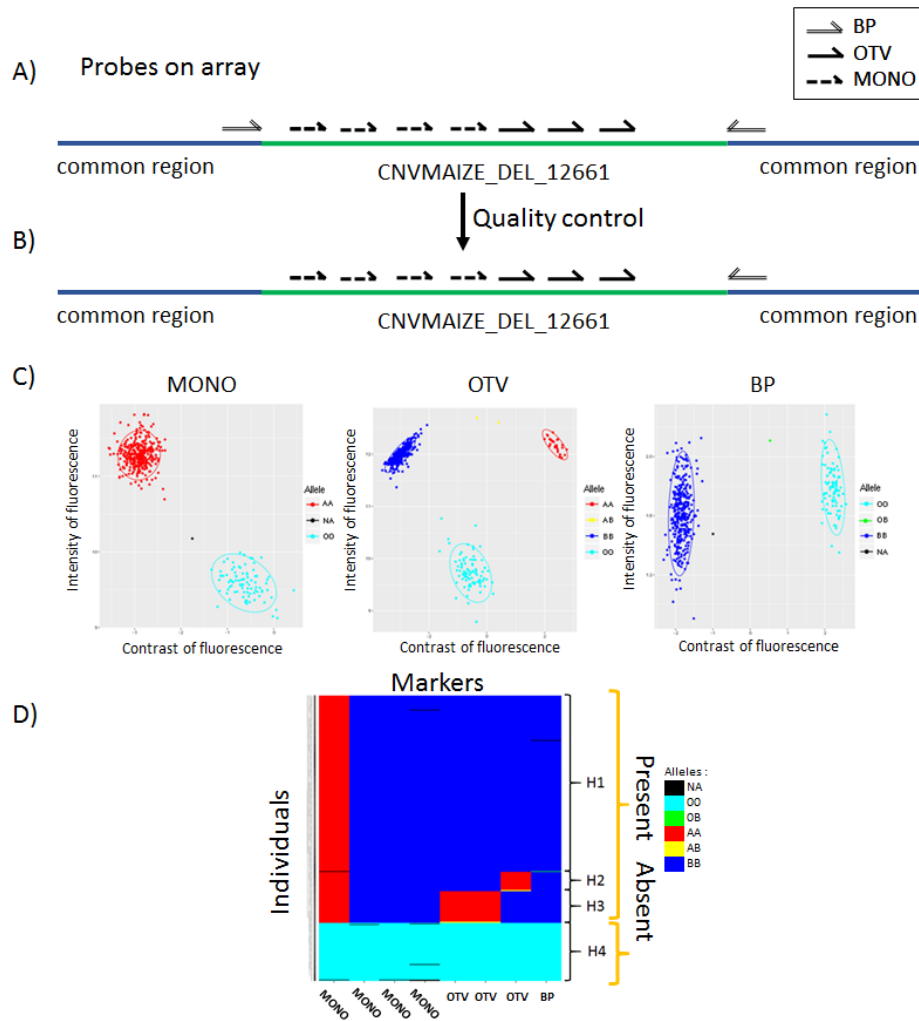 BP
OTV
MONO
A) Probes on array
common region
CNVMAIZE_DEL_12661
common region
Quality control
B)
common region
CNVMAIZE_DEL_12661
common region
C)
MONO
OTV
BP
Intensity of fluorescence
Contrast of fluorescence
Allele
AA
NA
OO
Intensity of fluorescence
Contrast of fluorescence
Allele
AA
AB
BB
OO
Intensity of fluorescence
Contrast of fluorescence
Allele
OO
OB
BB
NA
D)
Markers
Individuals
H1
H2
H3
H4
Present
Absent
Alleles :
NA
OO
OB
AA
AB
BB
MONO
MONO
MONO
MONO
OTV
OTV
OTV
BP